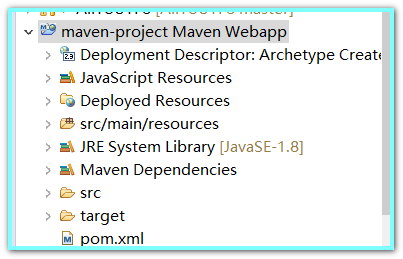 maven-project Maven Webapp
Deployment Descriptor: Archetype Create
JavaScript Resources
Deployed Resources
src/main/resources
JRE System Library [JavaSE-1.8]
Maven Dependencies
src
target
pom.xml